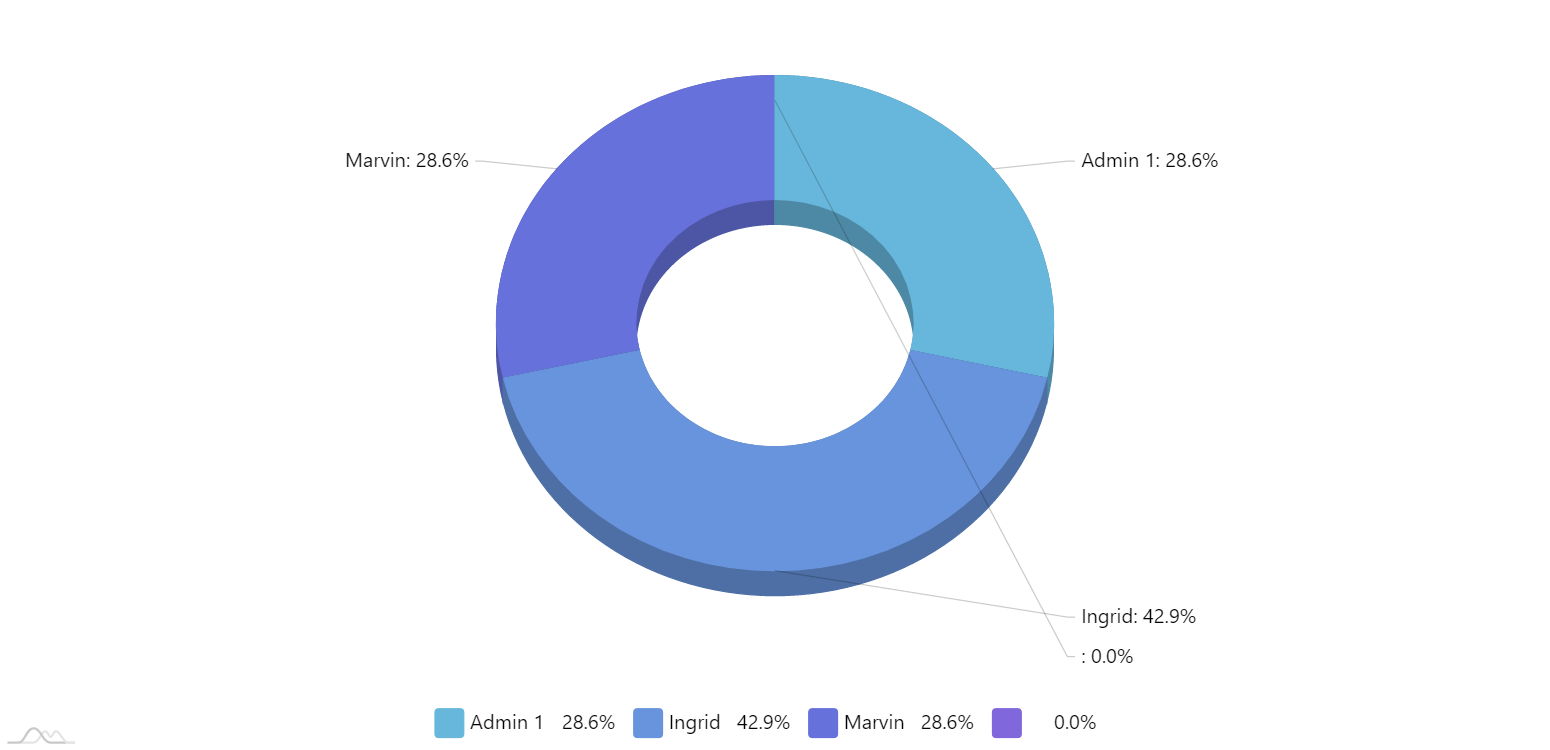 Marvin: 28.6%
Admin 1: 28.6%
Ingrid: 42.9%
: 0.0%
Admin 1 28.6% Ingrid 42.9% Marvin 28.6% 0.0%